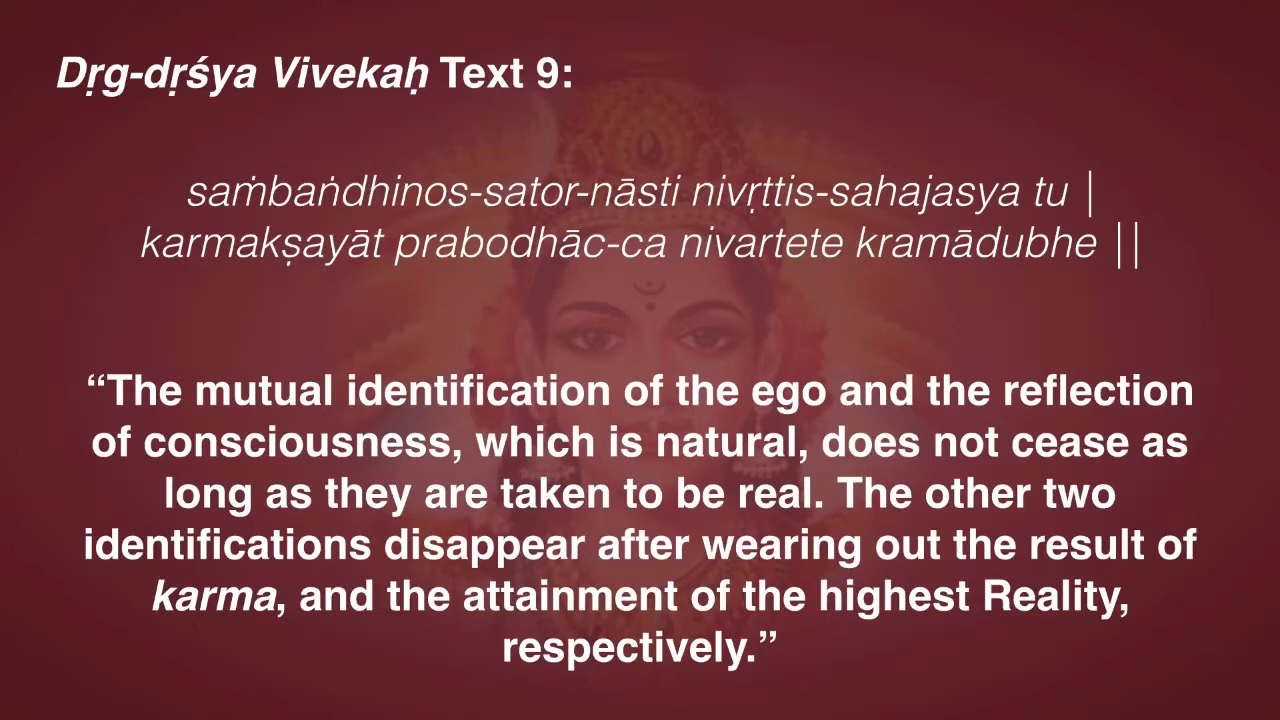 Dṛg-dṛśya Vivekaḥ Text 9:
saṁbaṅdhinos-sator-nāsti nivṛttis-sahajasya tu |
karmakṣayāt prabodhāc-ca nivartete kramādubhe ||
“The mutual identification of the ego and the reflection
of consciousness, which is natural, does not cease as
long as they are taken to be real. The other two
identifications disappear after wearing out the result of
karma, and the attainment of the highest Reality,
respectively.”